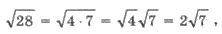 √28 = √4 · 7 = √4√7 = 2√7 ,